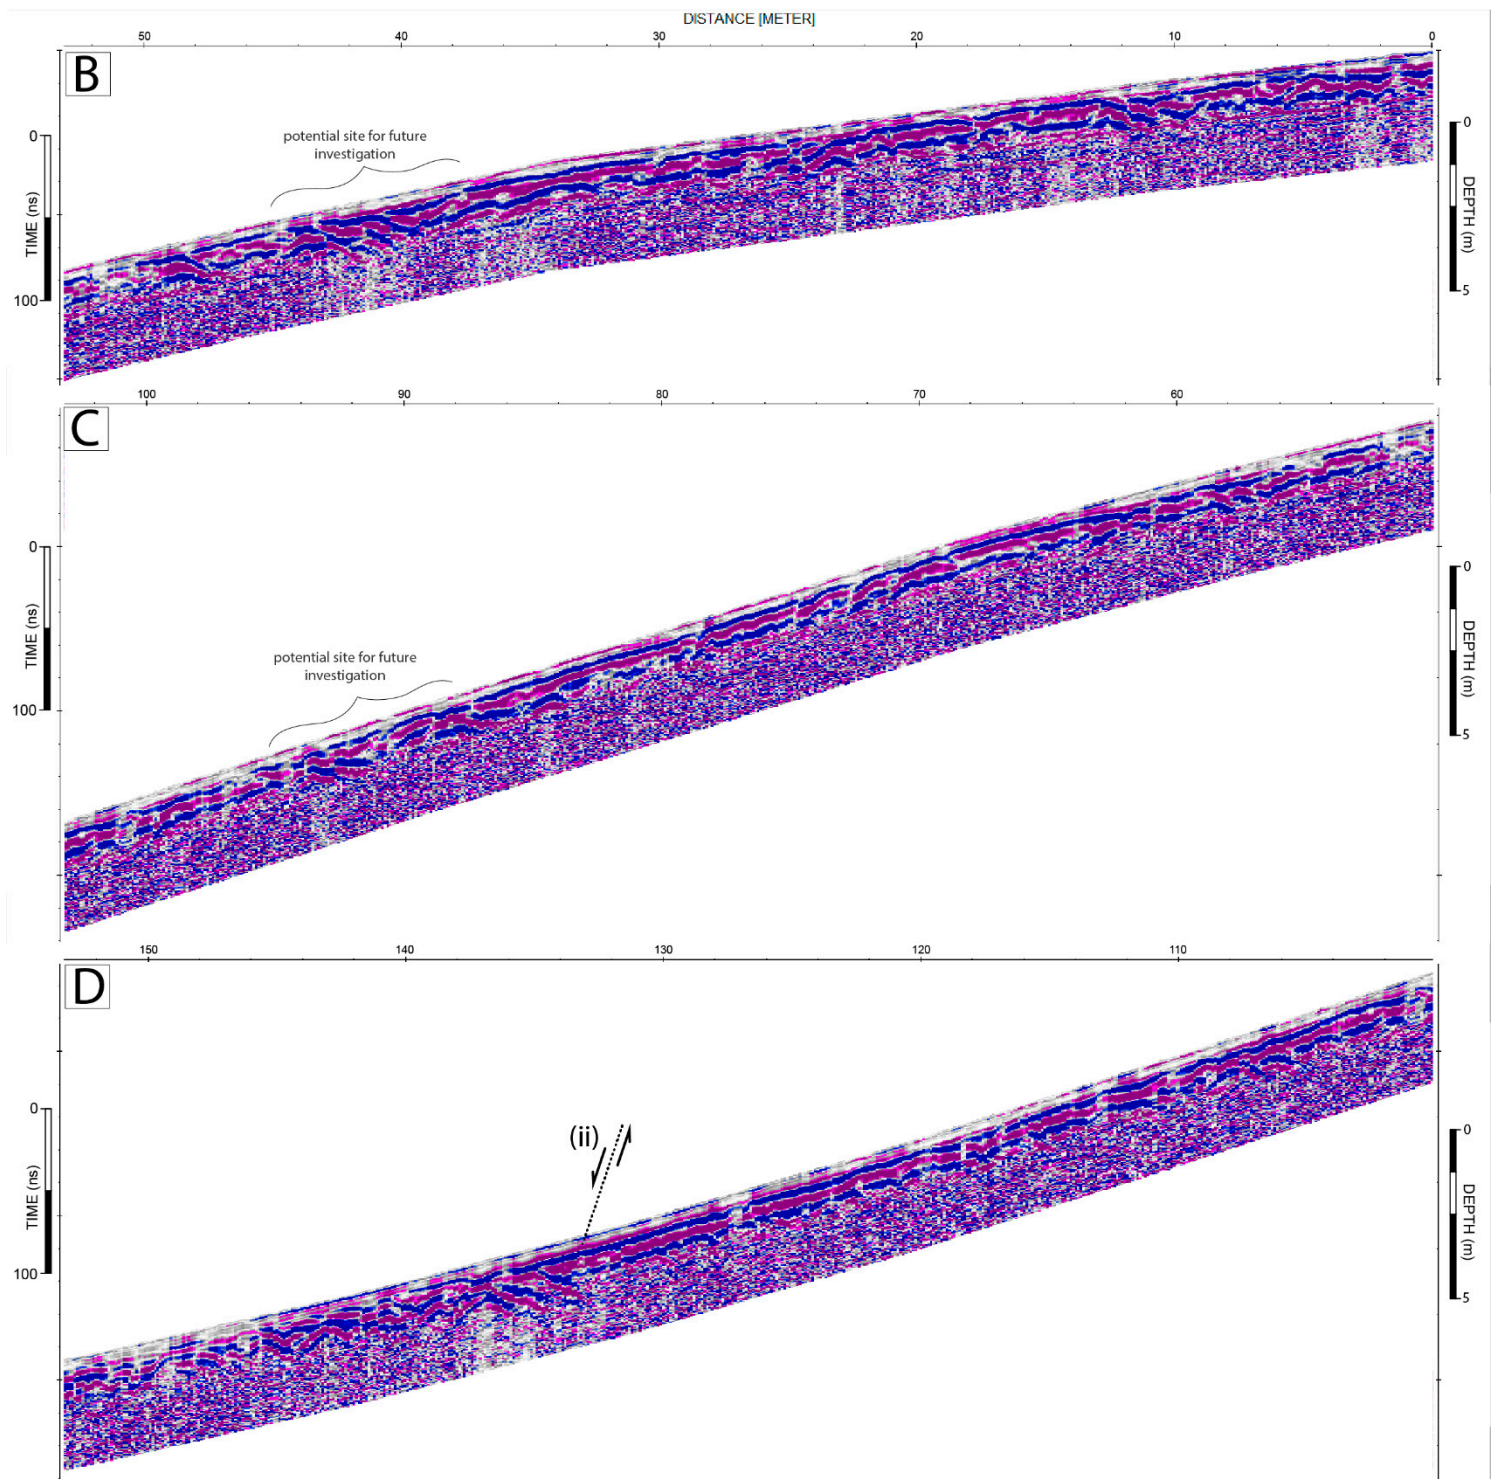 DISTANCE [METER]
50 40 30 20 10 0
B
potential site for future
investigation
0
TIME (ns)
100
0
DEPTH (m)
5
100 90 80 70 60
C
0
TIME (ns)
100
potential site for future
investigation
0
DEPTH (m)
5
150 140 130 120 110
D
0
TIME (ns)
100
(ii)
0
DEPTH (m)
5